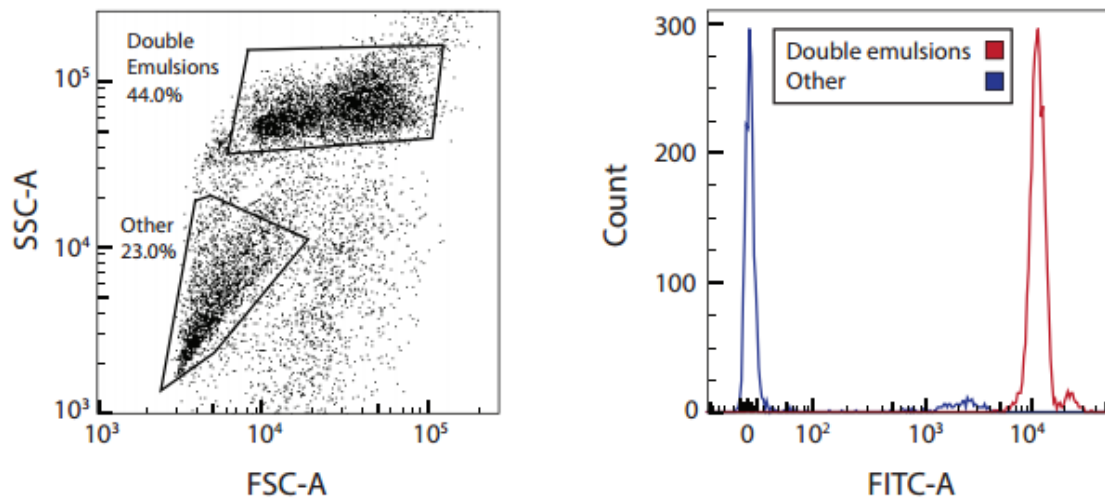 Double
Emulsions
44.0%
Other
23.0%
SSC-A
10⁵
10⁴
10³
10³ 10⁴ 10⁵
FSC-A
Double emulsions
Other
Count
300
200
100
0
0 10² 10³ 10⁴
FITC-A